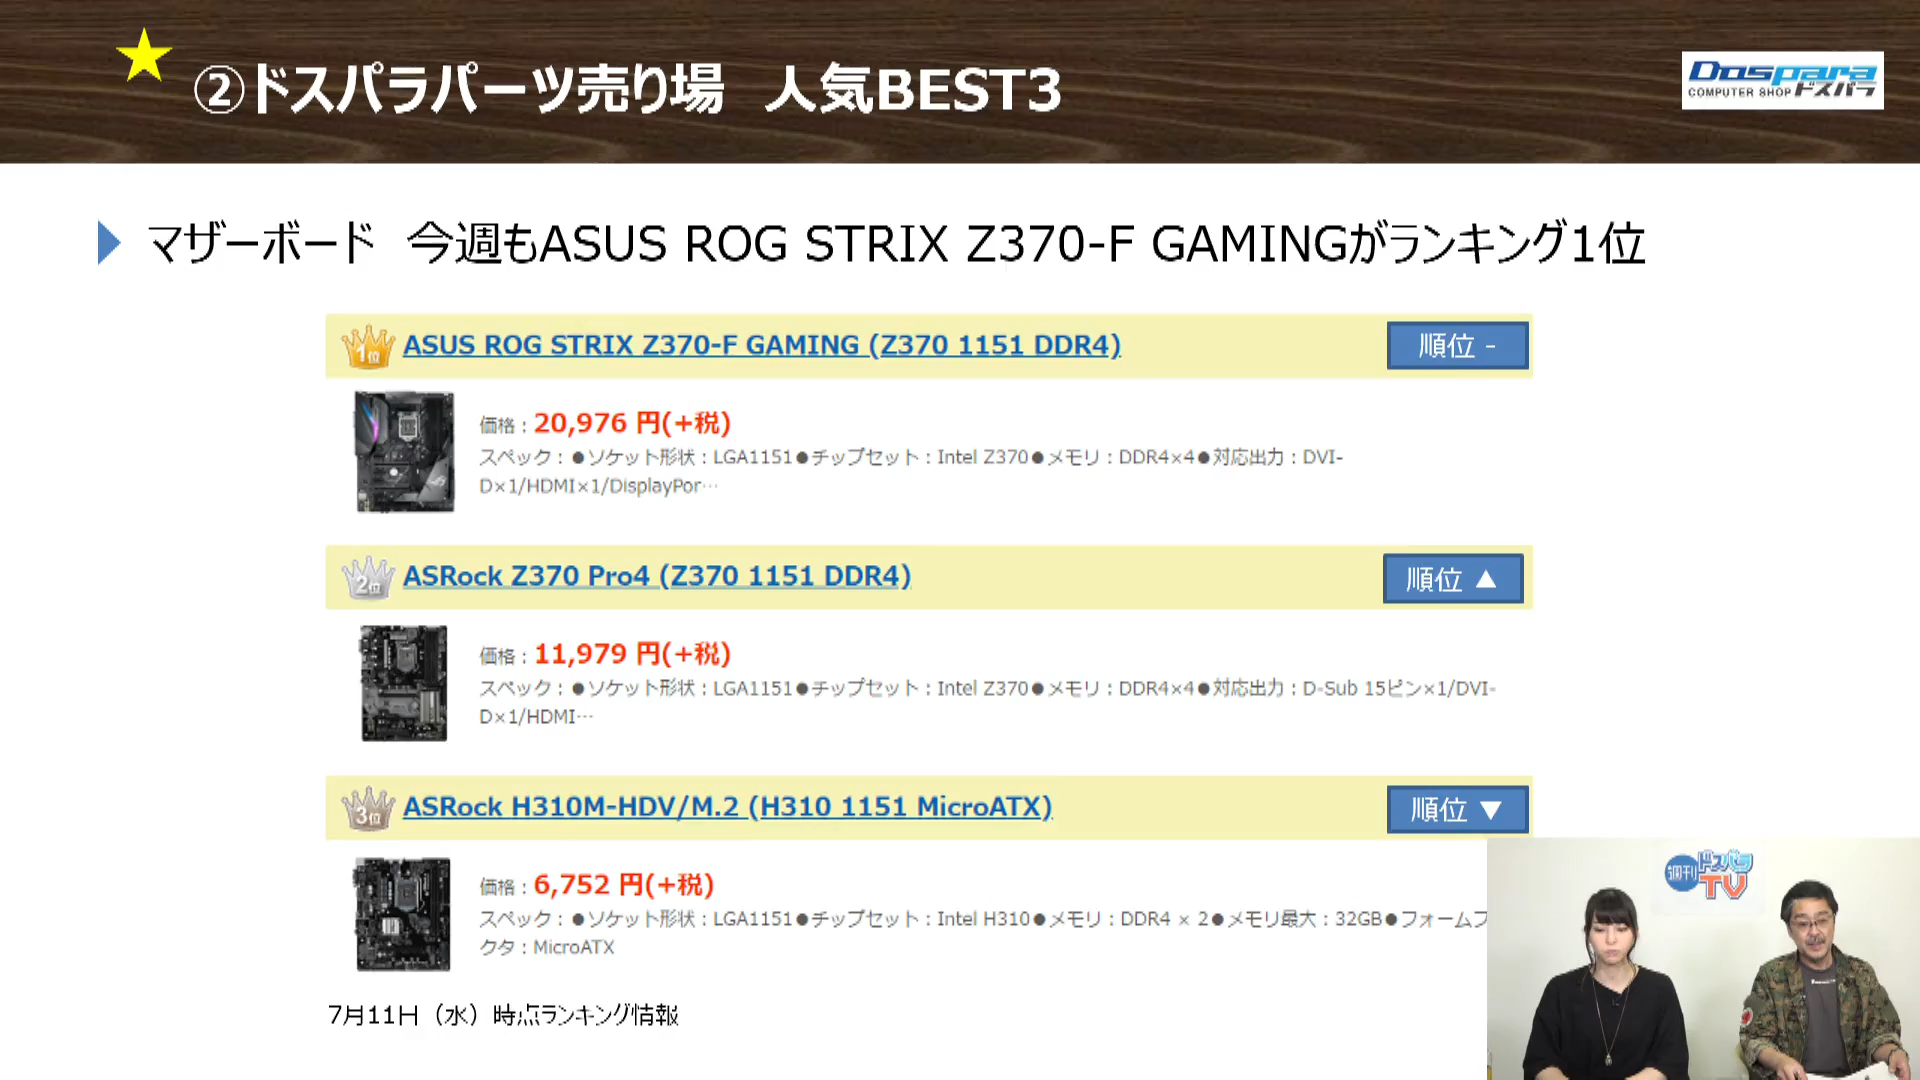 ②ドスパラパーツ売り場　人気BEST3
Dospara
COMPUTER SHOP ドスパラ
マザーボード　今週もASUS ROG STRIX Z370-F GAMINGがランキング1位
1位 ASUS ROG STRIX Z370-F GAMING (Z370 1151 DDR4) 順位 -
価格：20,976 円(+税)
スペック：●ソケット形状：LGA1151●チップセット：Intel Z370●メモリ：DDR4×4●対応出力：DVI-
D×1/HDMI×1/DisplayPor…
2位 ASRock Z370 Pro4 (Z370 1151 DDR4) 順位 ▲
価格：11,979 円(+税)
スペック：●ソケット形状：LGA1151●チップセット：Intel Z370●メモリ：DDR4×4●対応出力：D-Sub 15ピン×1/DVI-
D×1/HDMI…
3位 ASRock H310M-HDV/M.2 (H310 1151 MicroATX) 順位 ▼
価格：6,752 円(+税)
スペック：●ソケット形状：LGA1151●チップセット：Intel H310●メモリ：DDR4 × 2●メモリ最大：32GB●フォームフ
クタ：MicroATX
7月11日（水）時点ランキング情報
週刊ドスパラTV